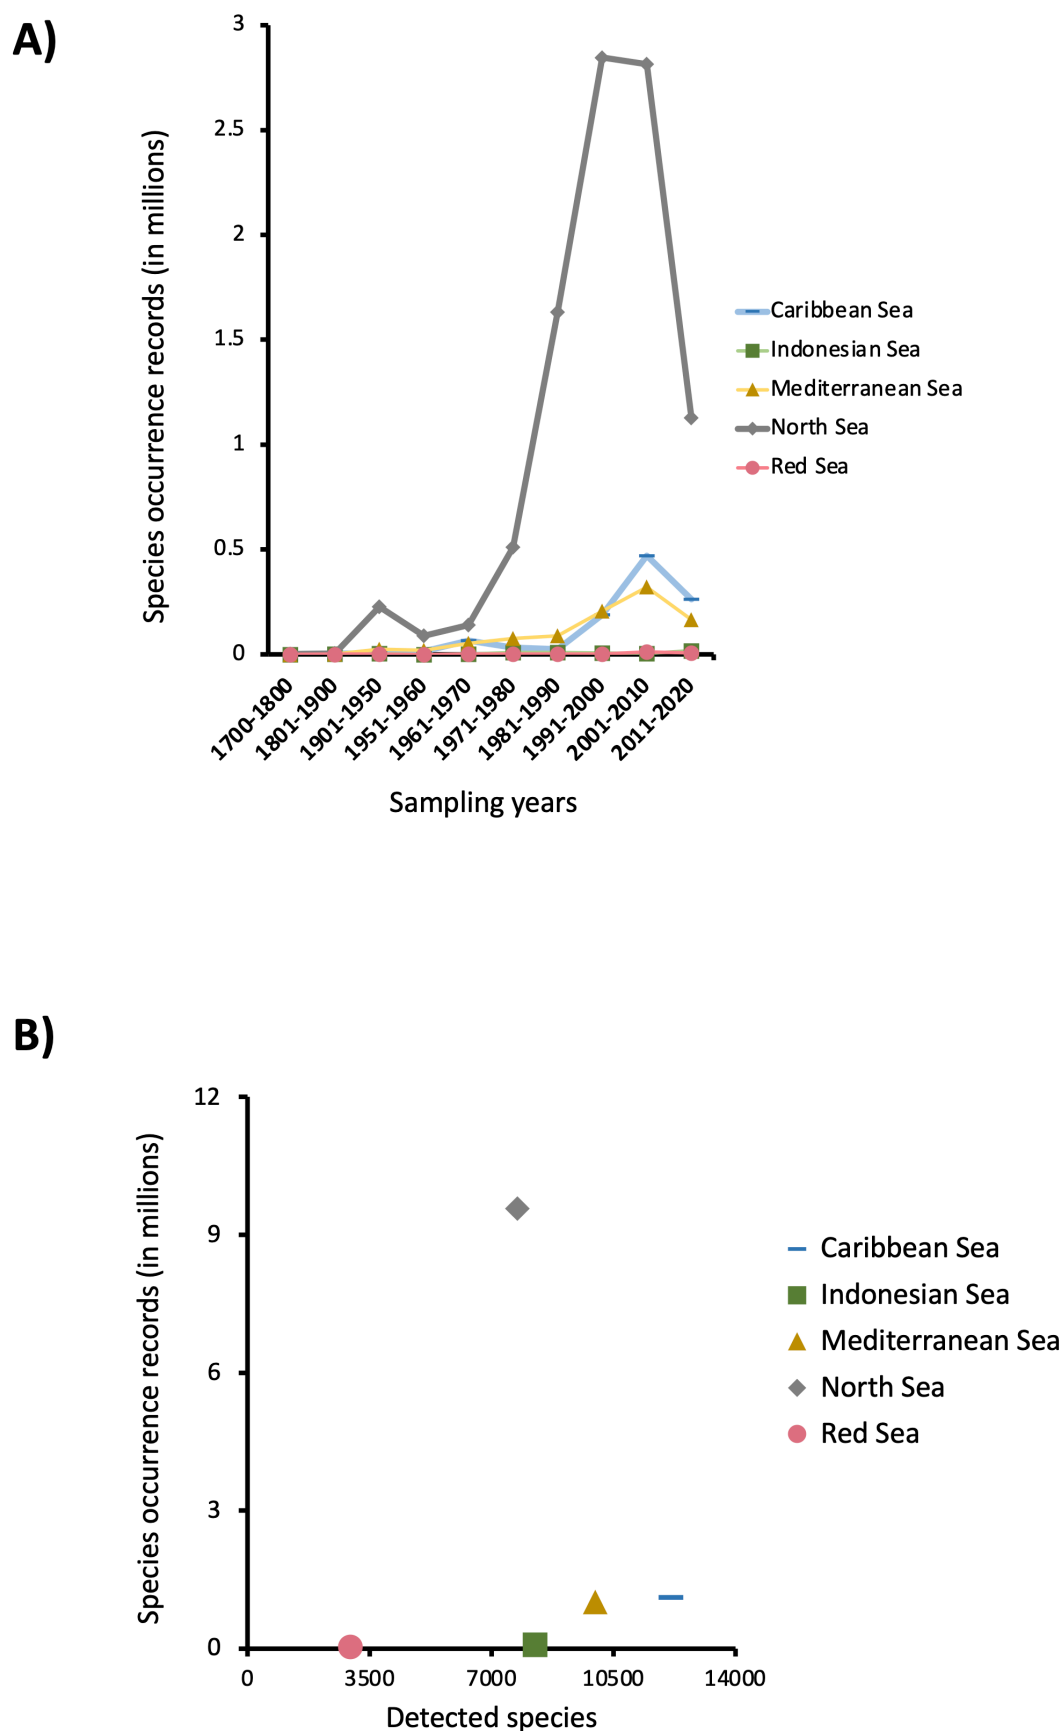 A)
Species occurrence records (in millions)
3
2.5
2
1.5
1
0.5
0
1700-1800
1801-1900
1901-1950
1951-1960
1961-1970
1971-1980
1981-1990
1991-2000
2001-2010
2011-2020
Sampling years
Caribbean Sea
Indonesian Sea
Mediterranean Sea
North Sea
Red Sea
B)
Species occurrence records (in millions)
12
9
6
3
0
0 3500 7000 10500 14000
Detected species
Caribbean Sea
Indonesian Sea
Mediterranean Sea
North Sea
Red Sea